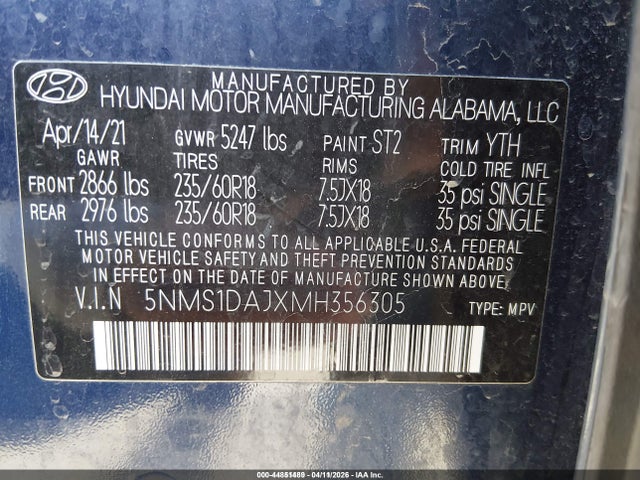 MANUFACTURED BY
HYUNDAI MOTOR MANUFACTURING ALABAMA, LLC
Apr/14/21 GVWR 5247 lbs PAINT ST2 TRIM YTH
GAWR TIRES RIMS COLD TIRE INFL
FRONT 2866 lbs 235/60R18 7.5JX18 35 psi SINGLE
REAR 2976 lbs 235/60R18 7.5JX18 35 psi SINGLE
THIS VEHICLE CONFORMS TO ALL APPLICABLE U.S.A. FEDERAL
MOTOR VEHICLE SAFETY AND THEFT PREVENTION STANDARDS
IN EFFECT ON THE DATE OF MANUFACTURE SHOWN ABOVE.
V.I.N 5NMS1DAJXMH356305 TYPE: MPV
000-44851489 - 04/11/2026 - IAA Inc.